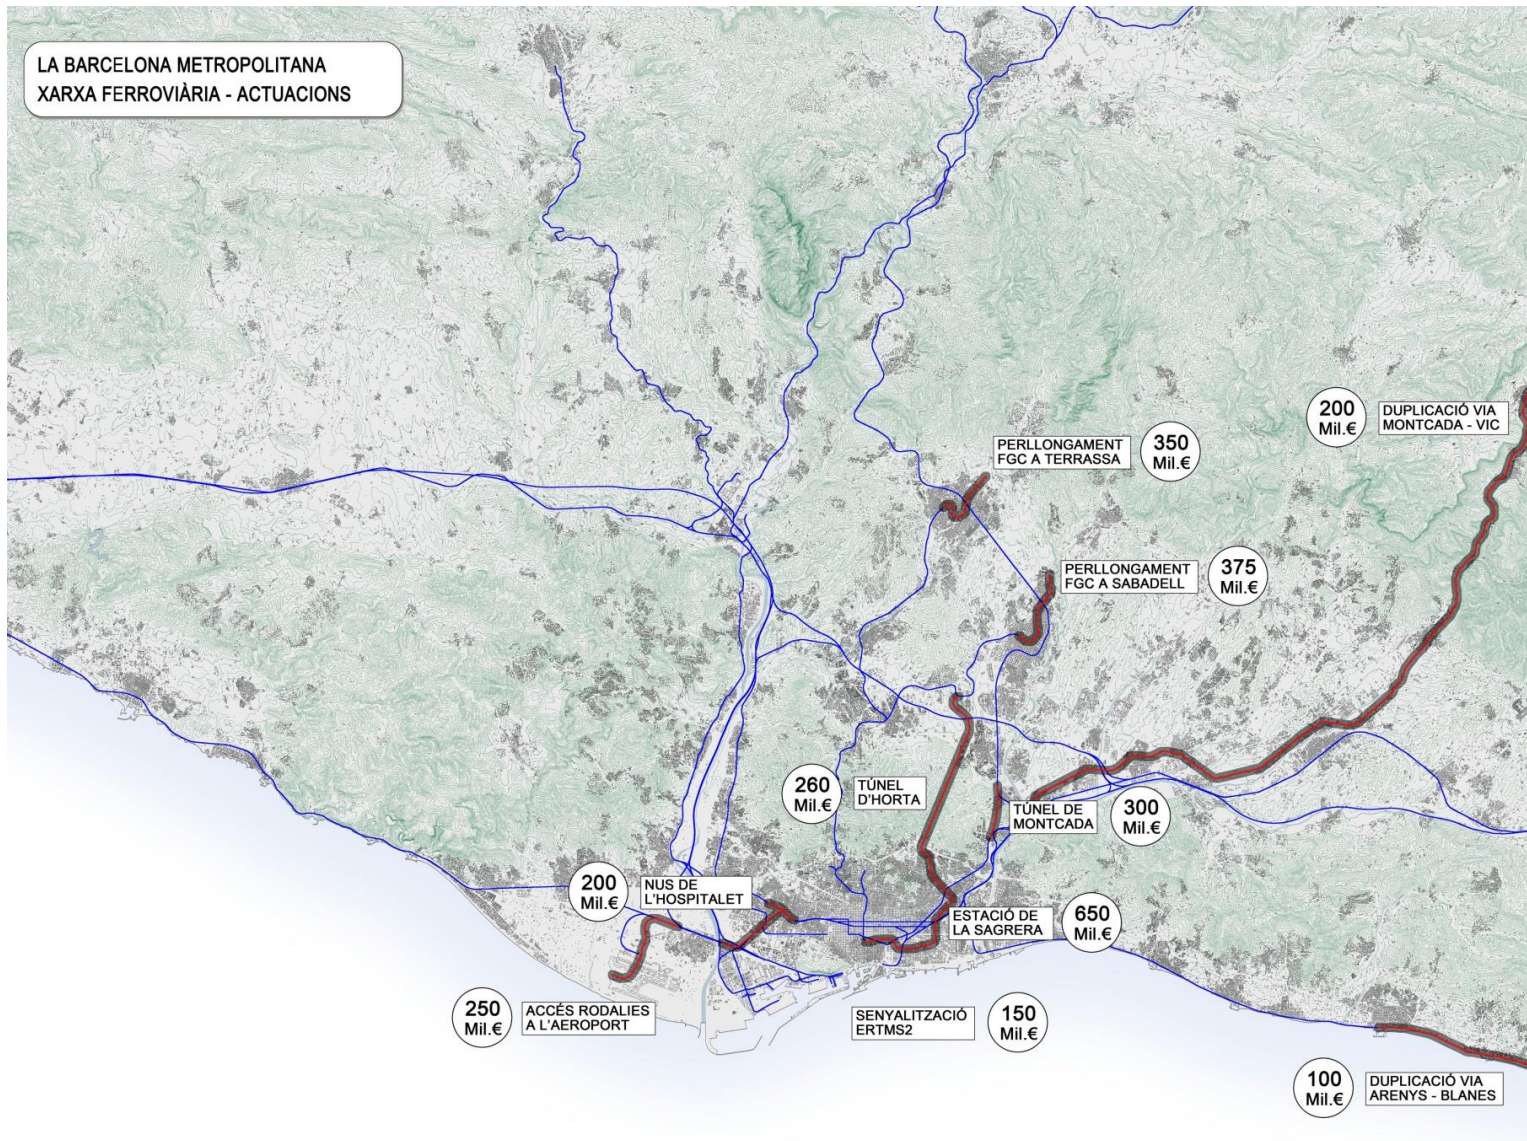 LA BARCELONA METROPOLITANA
XARXA FERROVIÀRIA - ACTUACIONS
200
Mil.€
DUPLICACIÓ VIA
MONTCADA - VIC
PERLLONGAMENT
FGC A TERRASSA
350
Mil.€
PERLLONGAMENT
FGC A SABADELL
375
Mil.€
260
Mil.€
TÚNEL
D'HORTA
TÚNEL DE
MONTCADA
300
Mil.€
200
Mil.€
NUS DE
L'HOSPITALET
ESTACIÓ DE
LA SAGRERA
650
Mil.€
250
Mil.€
ACCÉS RODALIES
A L'AEROPORT
SENYALITZACIÓ
ERTMS2
150
Mil.€
100
Mil.€
DUPLICACIÓ VIA
ARENYS - BLANES